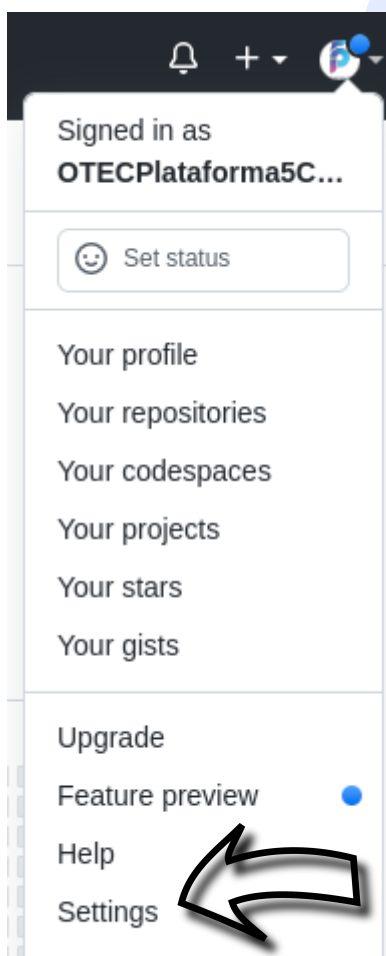 Signed in as
OTECPlataforma5C...
Set status
Your profile
Your repositories
Your codespaces
Your projects
Your stars
Your gists
Upgrade
Feature preview
Help
Settings